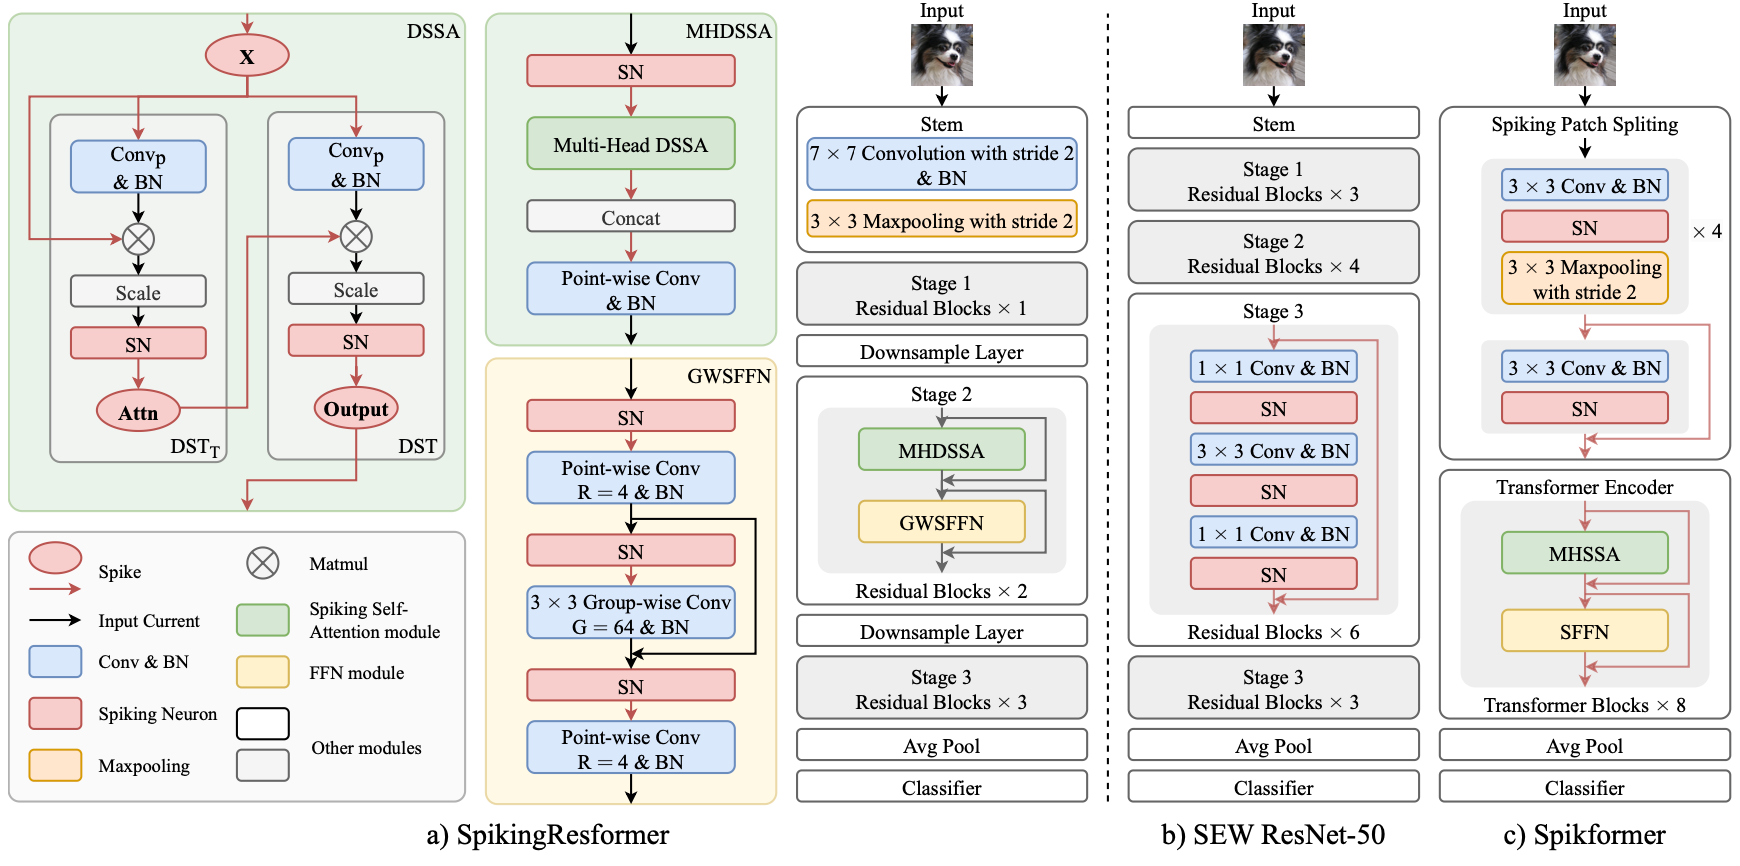 DSSA
X
Convp
& BN
Scale
SN
Attn
DSTT
Convp
& BN
Scale
SN
Output
DST
Spike
Input Current
Conv & BN
Spiking Neuron
Maxpooling
Matmul
Spiking Self-
Attention module
FFN module
Other modules
MHDSSA
SN
Multi-Head DSSA
Concat
Point-wise Conv
& BN
GWSFFN
SN
Point-wise Conv
R = 4 & BN
SN
3 × 3 Group-wise Conv
G = 64 & BN
SN
Point-wise Conv
R = 4 & BN
Input
Stem
7 × 7 Convolution with stride 2
& BN
3 × 3 Maxpooling with stride 2
Stage 1
Residual Blocks × 1
Downsample Layer
Stage 2
MHDSSA
GWSFFN
Residual Blocks × 2
Downsample Layer
Stage 3
Residual Blocks × 3
Avg Pool
Classifier
a) SpikingResformer
Input
Stem
Stage 1
Residual Blocks × 3
Stage 2
Residual Blocks × 4
Stage 3
1 × 1 Conv & BN
SN
3 × 3 Conv & BN
SN
1 × 1 Conv & BN
SN
Residual Blocks × 6
Stage 3
Residual Blocks × 3
Avg Pool
Classifier
b) SEW ResNet-50
Input
Spiking Patch Spliting
3 × 3 Conv & BN
SN
3 × 3 Maxpooling
with stride 2
× 4
3 × 3 Conv & BN
SN
Transformer Encoder
MHSSA
SFFN
Transformer Blocks × 8
Avg Pool
Classifier
c) Spikformer